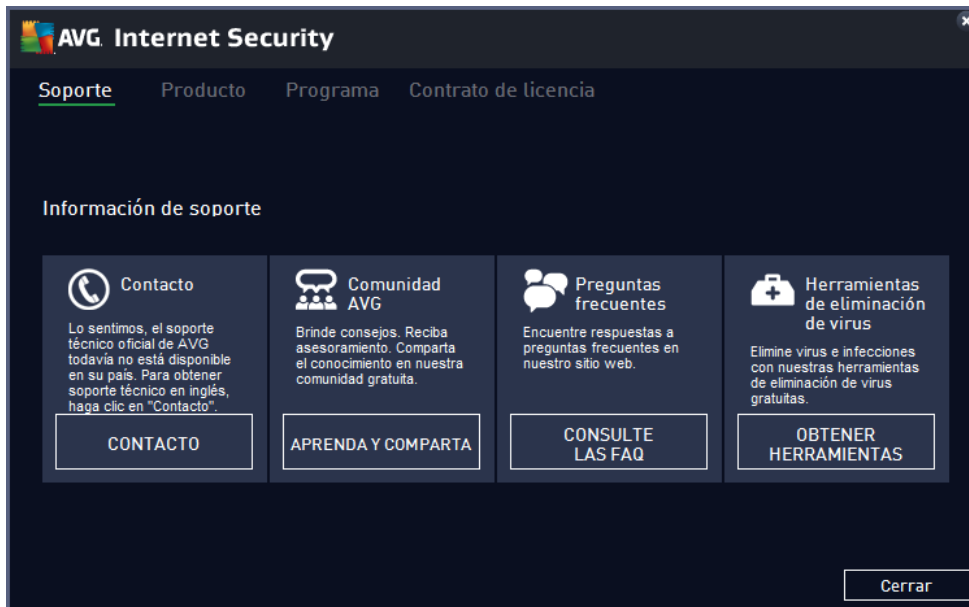 AVG. Internet Security
Soporte Producto Programa Contrato de licencia
Información de soporte
Contacto
Lo sentimos, el soporte
técnico oficial de AVG
todavía no está disponible
en su país. Para obtener
soporte técnico en inglés,
haga clic en "Contacto".
CONTACTO
Comunidad
AVG
Brinde consejos. Reciba
asesoramiento. Comparta
el conocimiento en nuestra
comunidad gratuita.
APRENDA Y COMPARTA
Preguntas
frecuentes
Encuentre respuestas a
preguntas frecuentes en
nuestro sitio web.
CONSULTE
LAS FAQ
Herramientas
de eliminación
de virus
Elimine virus e infecciones
con nuestras herramientas
de eliminación de virus
gratuitas.
OBTENER
HERRAMIENTAS
Cerrar